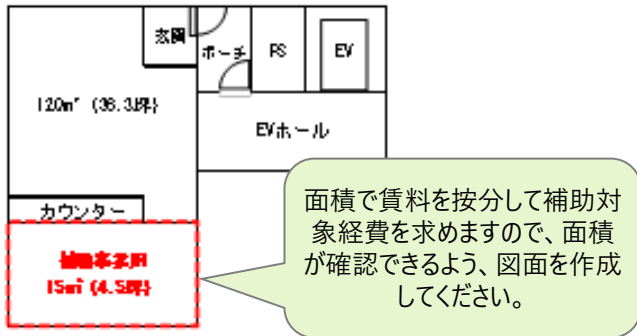 玄関
ポーチ
PS
EV
120㎡ (36.3坪)
EVホール
カウンター
補助事業用
15㎡ (4.5坪)
面積で賃料を按分して補助対
象経費を求めますので、面積
が確認できるよう、図面を作成
してください。